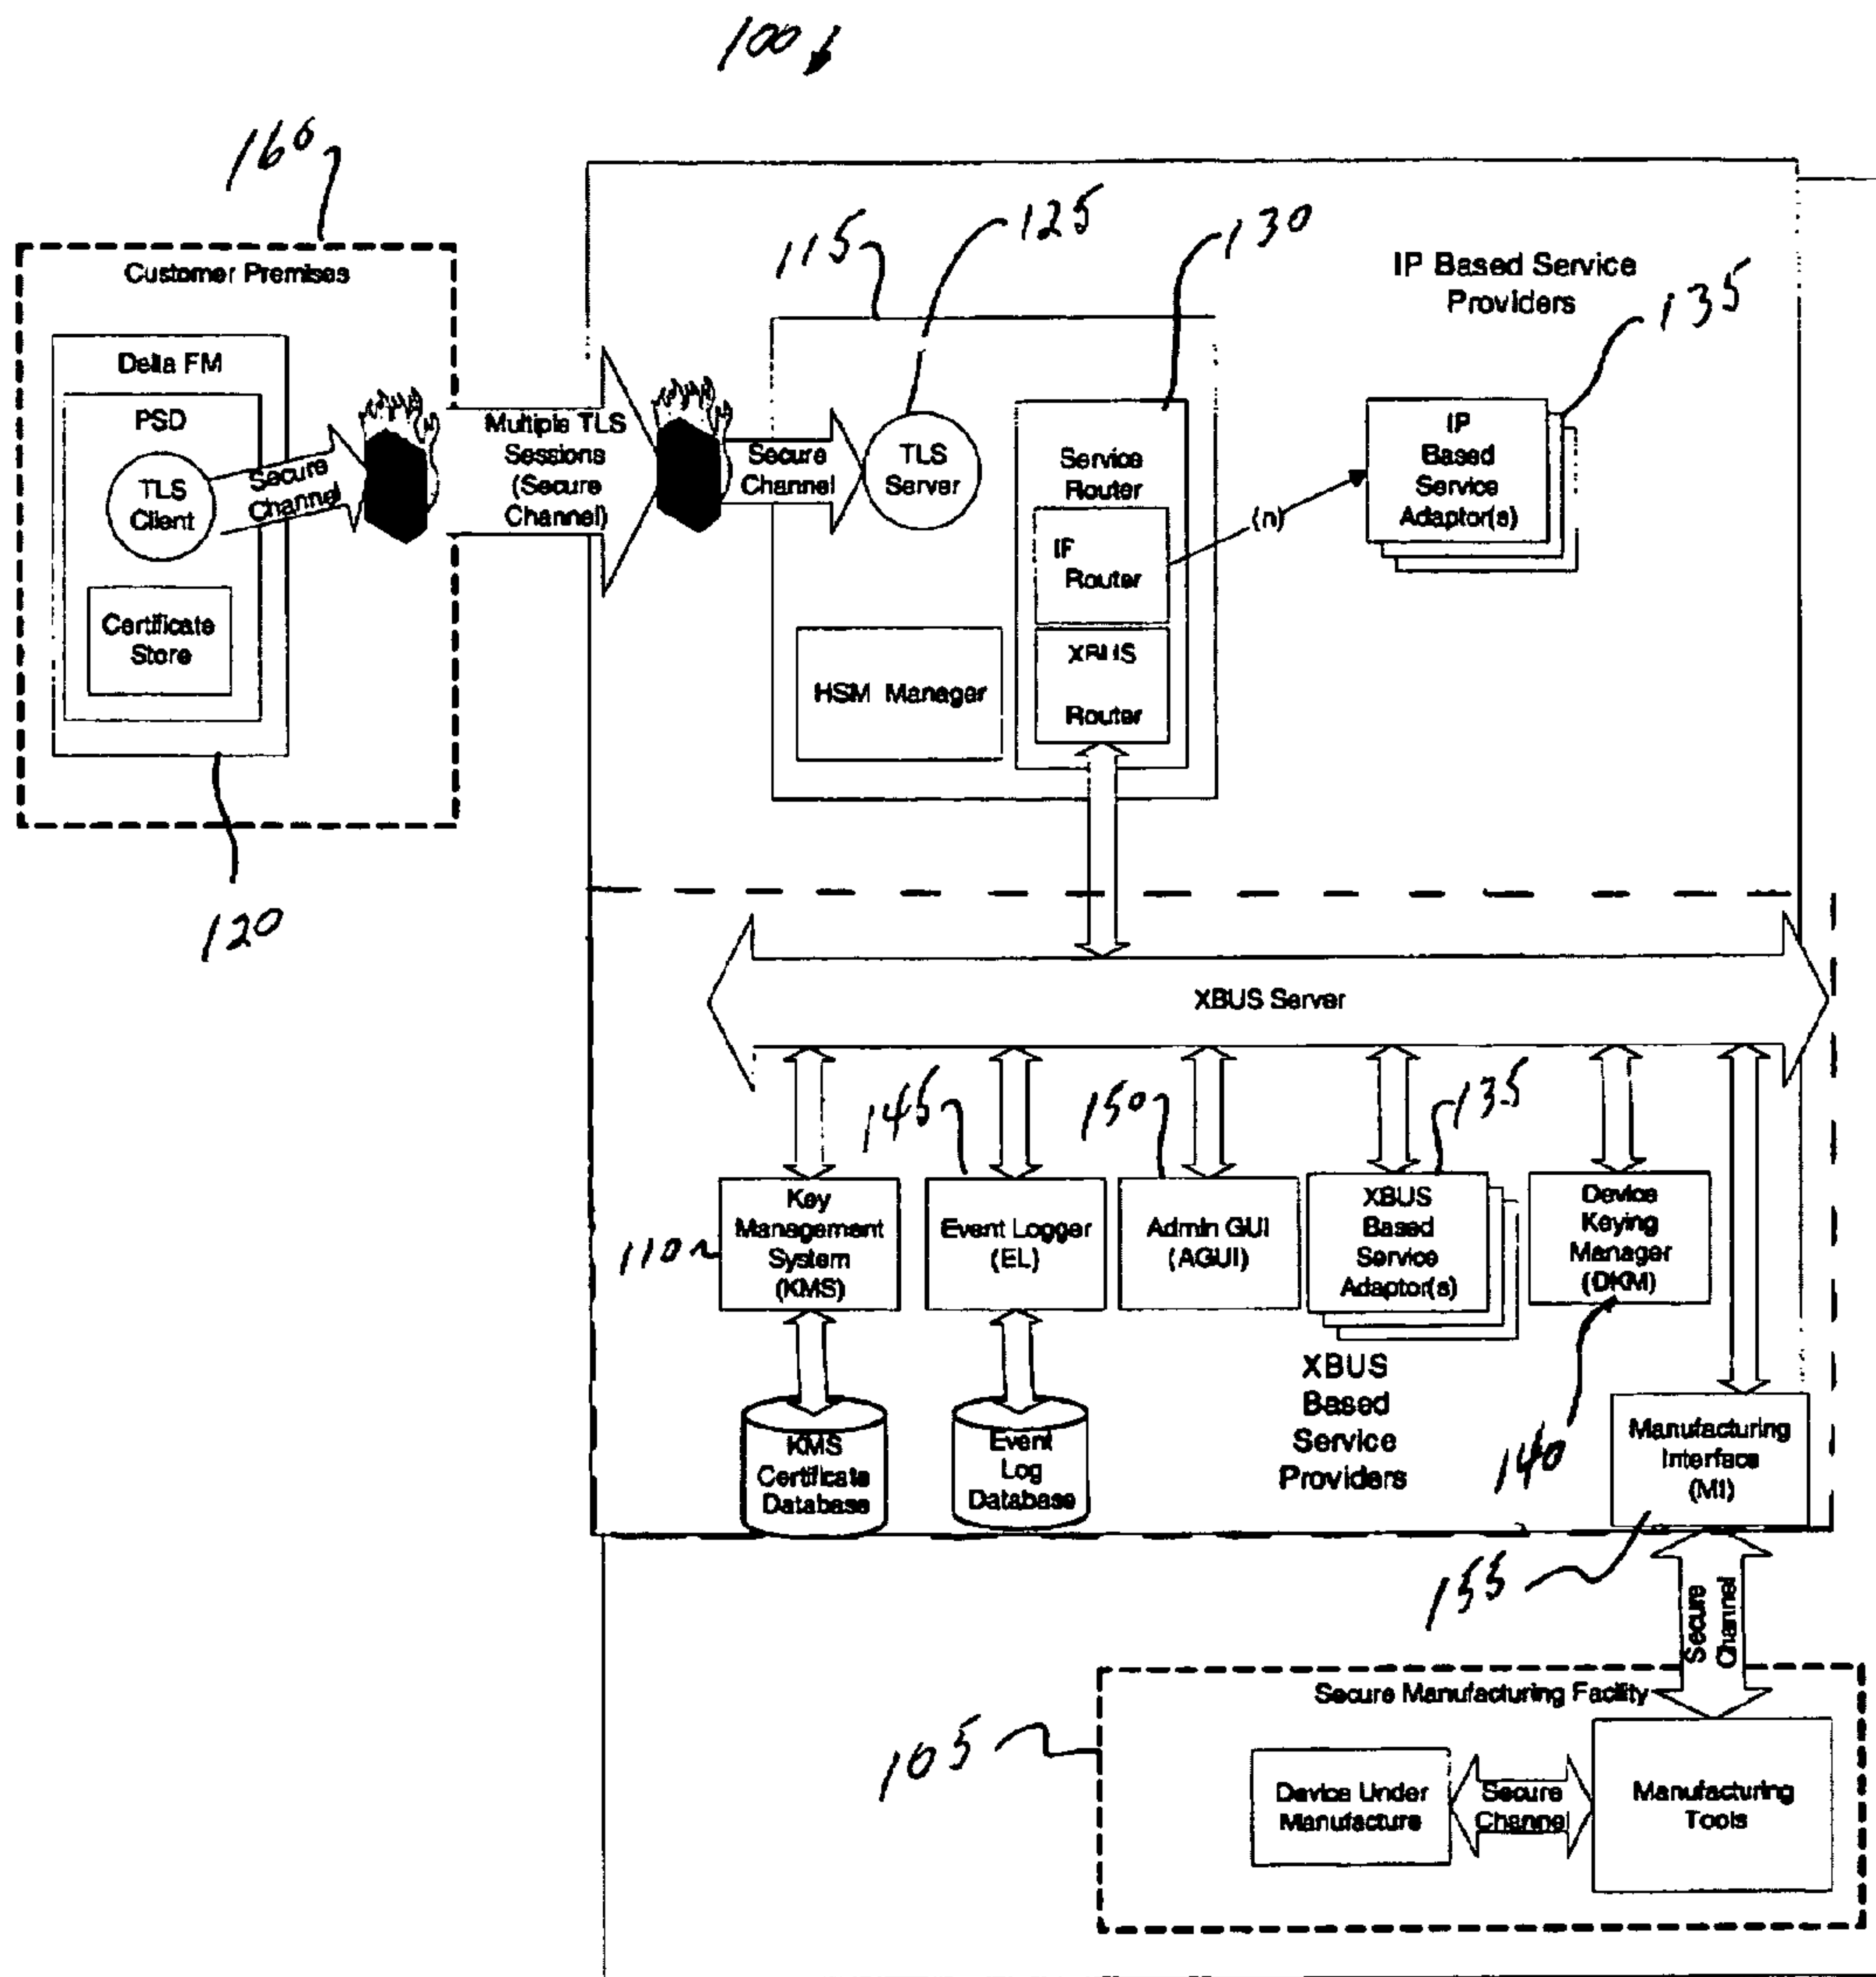 100
160
Customer Premises
Delta FM
PSD
TLS
Client
Secure
Channel
Certificate
Store
120
Multiple TLS
Sessions
(Secure
Channel)
Secure
Channel
115
125
TLS
Server
130
Service
Router
IP
Router
XBUS
Router
HSM Manager
(n)
IP Based Service
Providers
135
IP
Based
Service
Adaptor(s)
XBUS Server
110
Key
Management
System
(KMS)
145
Event Logger
(EL)
150
Admin GUI
(AGUI)
135
XBUS
Based
Service
Adaptor(s)
Device
Keying
Manager
(DKM)
140
KMS
Certificate
Database
Event
Log
Database
XBUS
Based
Service
Providers
Manufacturing
Interface
(MI)
155
Secure
Channel
105
Secure Manufacturing Facility
Device Under
Manufacture
Secure
Channel
Manufacturing
Tools